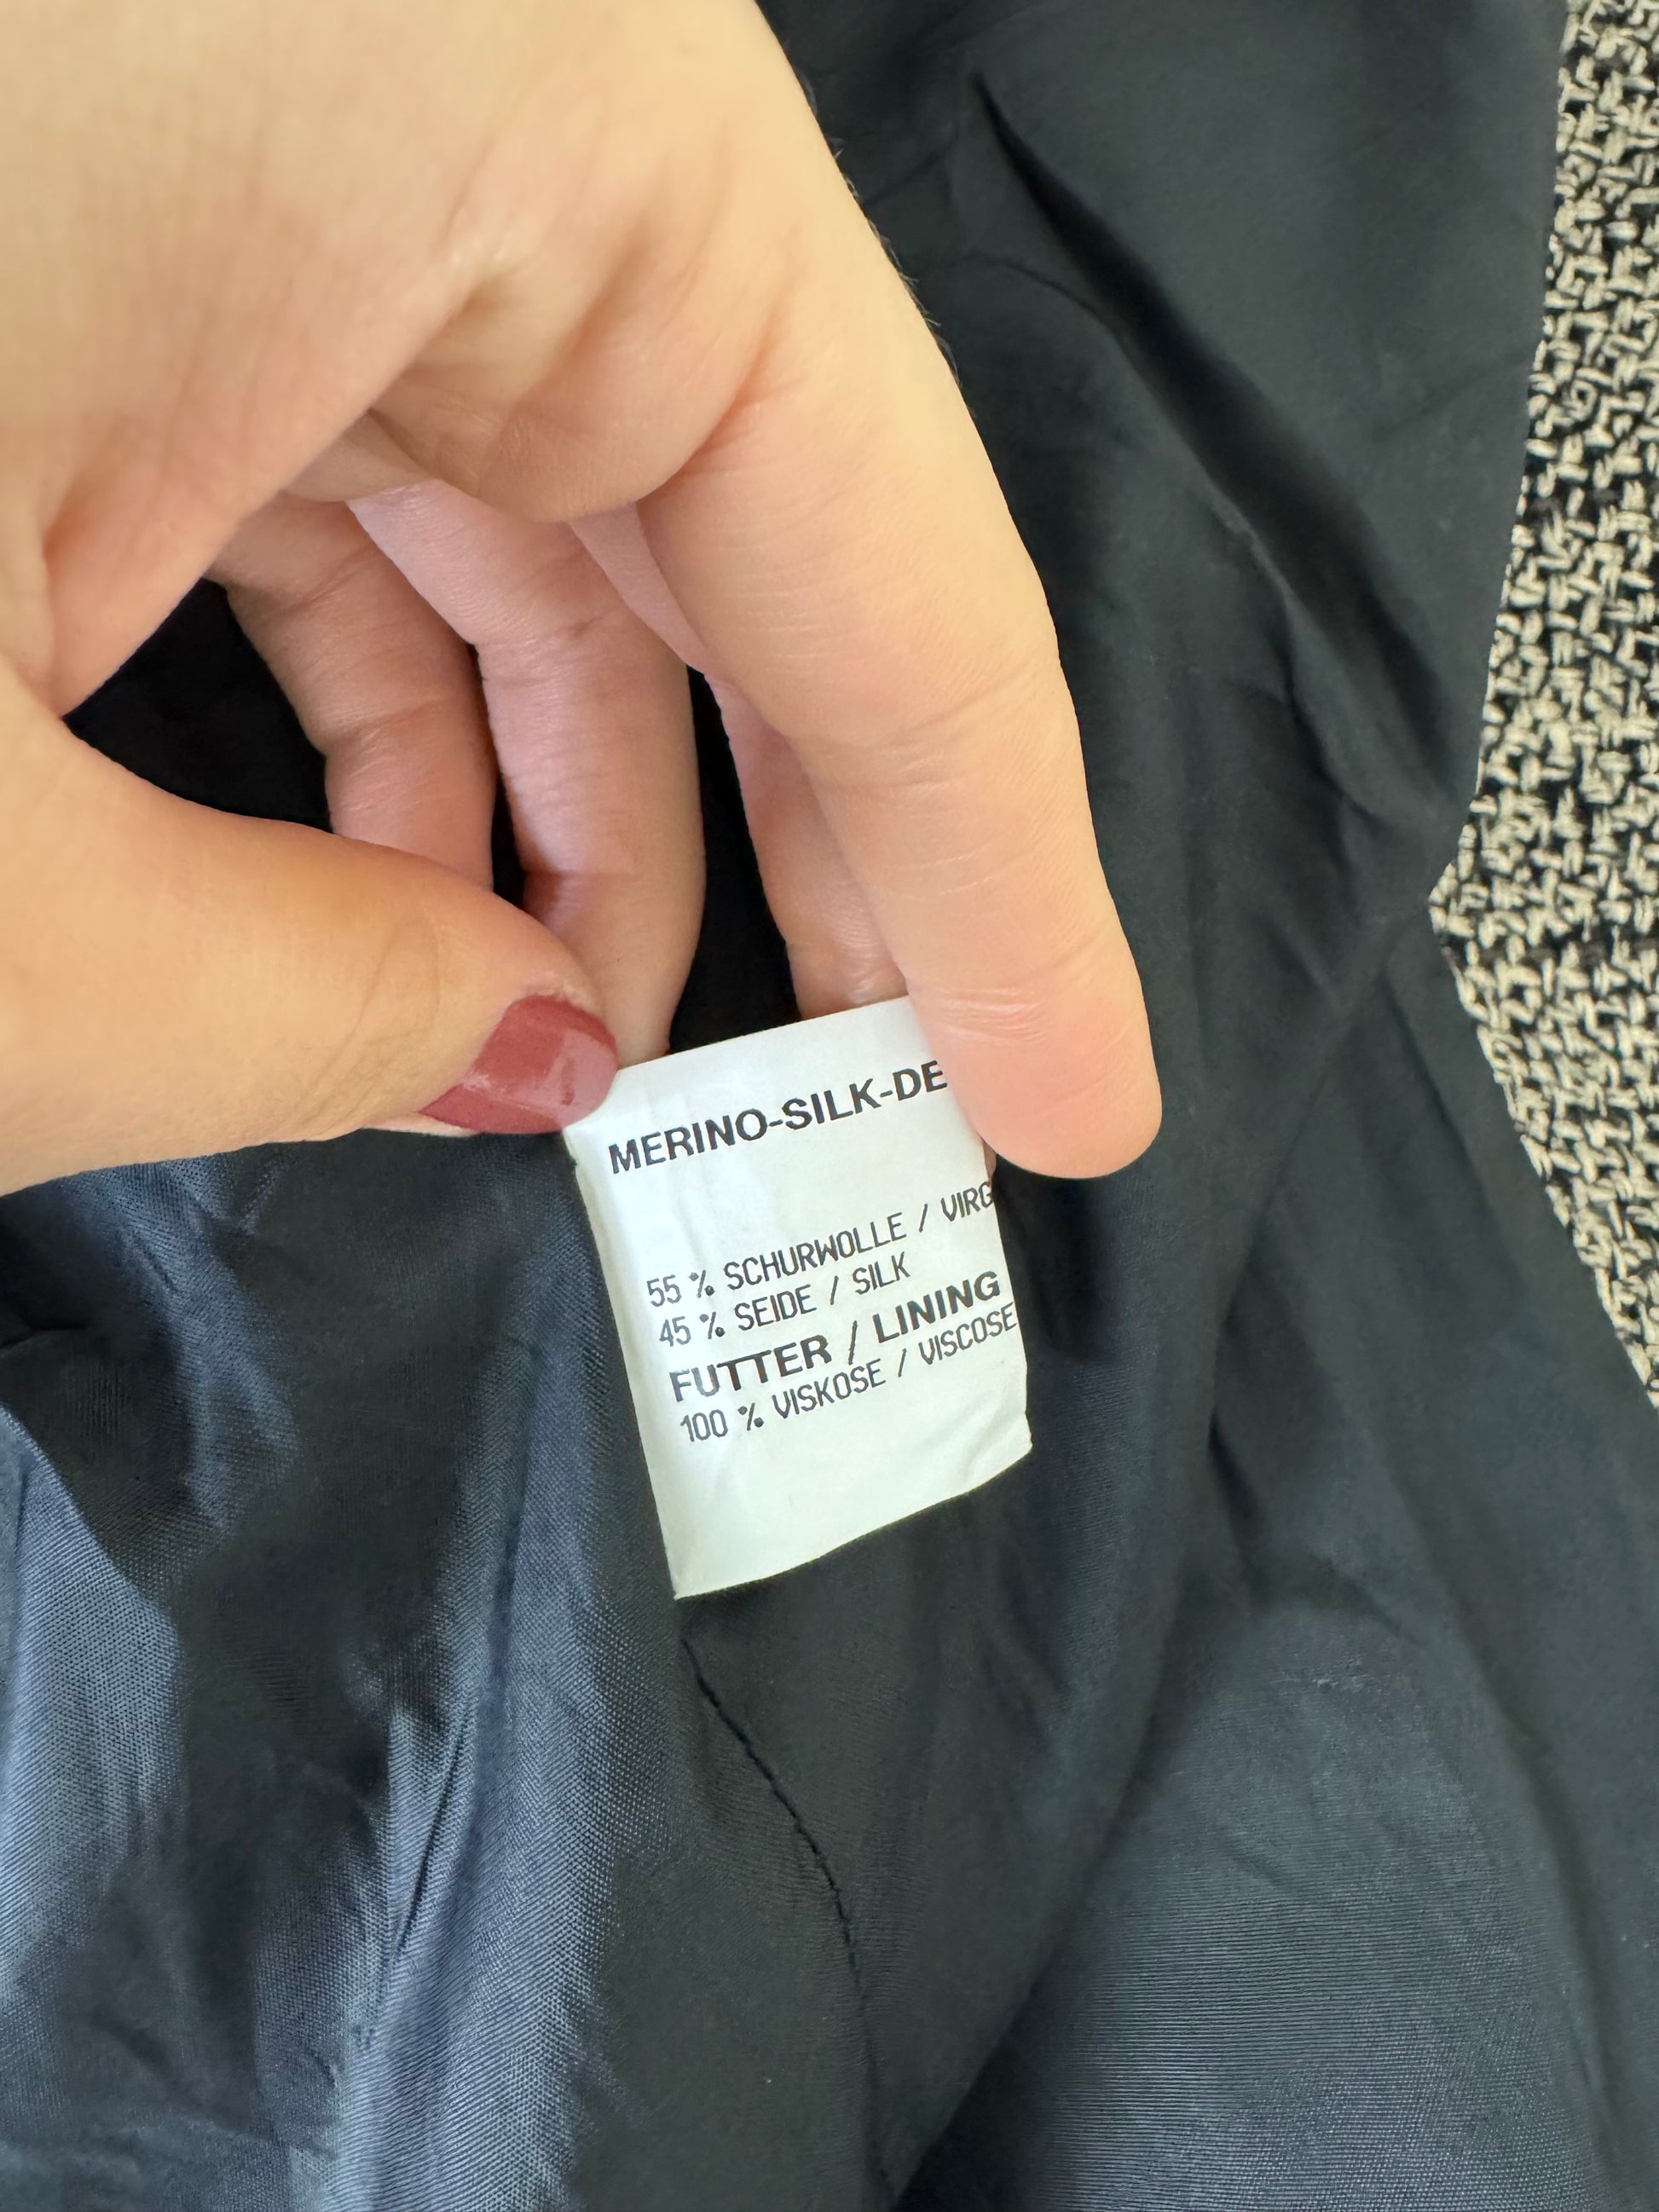 MERINO-SILK-DE
55 % SCHURWOLLE / VIRG
45 % SEIDE / SILK
FUTTER / LINING
100 % VISKOSE / VISCOSE